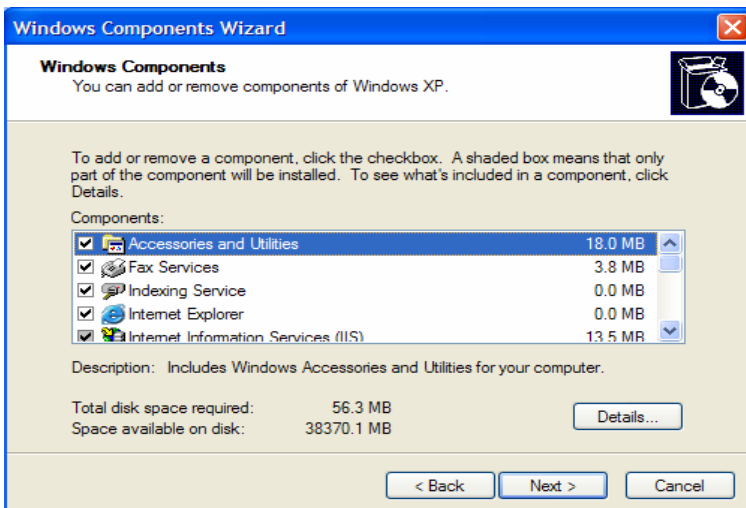 Windows Components Wizard
Windows Components
You can add or remove components of Windows XP.
To add or remove a component, click the checkbox. A shaded box means that only
part of the component will be installed. To see what's included in a component, click
Details.
Components:
Accessories and Utilities 18.0 MB
Fax Services 3.8 MB
Indexing Service 0.0 MB
Internet Explorer 0.0 MB
Internet Information Services (IIS) 13.5 MB
Description: Includes Windows Accessories and Utilities for your computer.
Total disk space required: 56.3 MB
Space available on disk: 38370.1 MB
Details...
< Back Next > Cancel